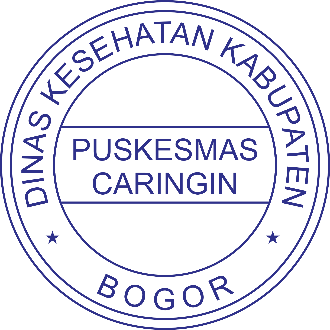 DINAS KESEHATAN KABUPATEN
PUSKESMAS
CARINGIN
BOGOR